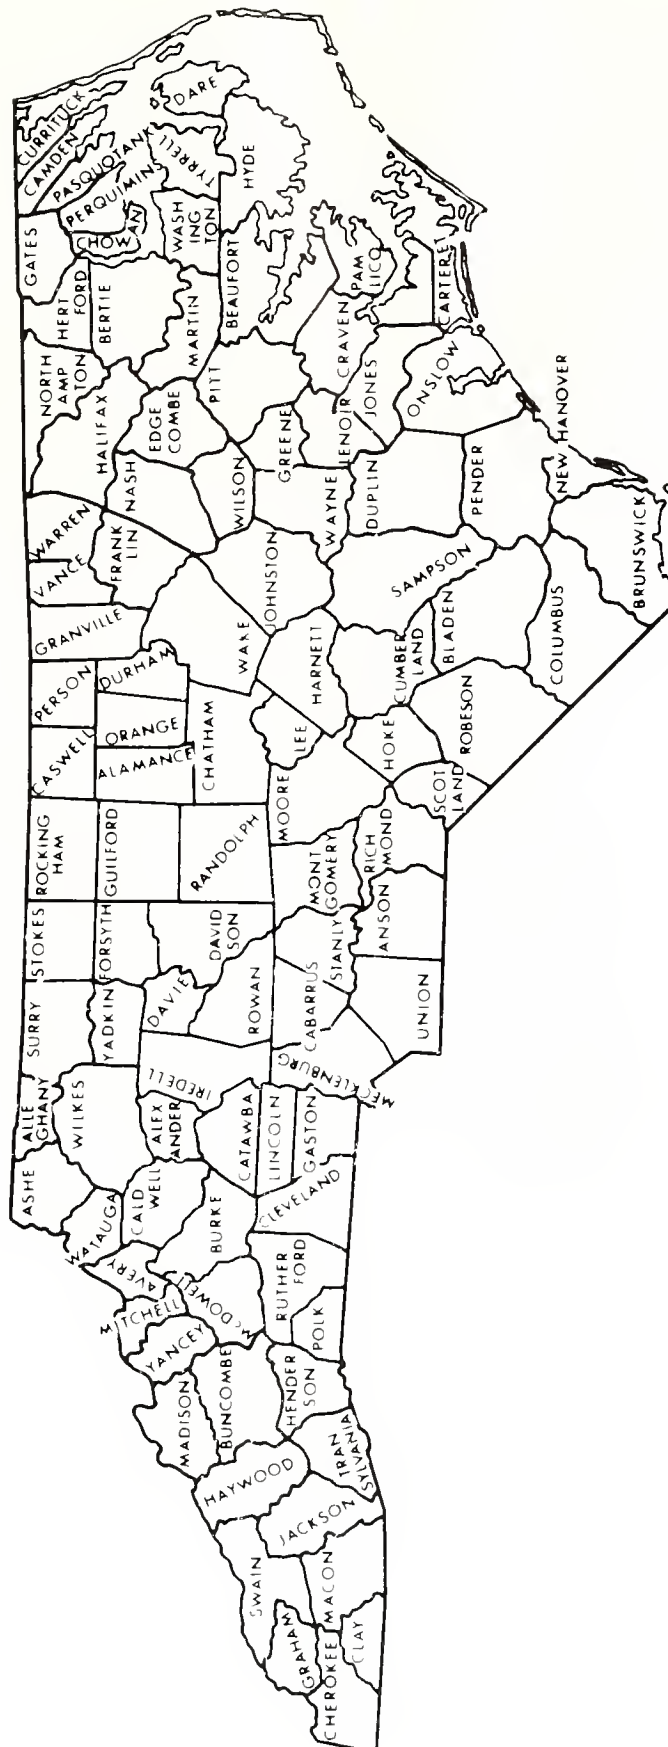 CHEROKEE
GRAHAM
CLAY
MACON
SWAIN
JACKSON
HAYWOOD
TRAN
SYLVANIA
MADISON
BUNCOMBE
HENDER
SON
YANCEY
MITCHELL
McDOWELL
POLK
RUTHER
FORD
AVERY
WATAUGA
BURKE
CLEVELAND
CALD
WELL
ASHE
ALLE
GHANY
WILKES
ALEX
ANDER
CATAWBA
LINCOLN
GASTON
IREDELL
MECKLENBURG
SURRY
YADKIN
DAVIE
ROWAN
CABARRUS
UNION
STOKES
FORSYTH
DAVID
SON
STANLY
ANSON
ROCKING
HAM
GUILFORD
RANDOLPH
MONT
GOMERY
RICH
MOND
CASWELL
ALAMANCE
ORANGE
CHATHAM
MOORE
LEE
HOKE
SCOT
LAND
PERSON
DURHAM
GRANVILLE
WAKE
HARNETT
CUMBER
LAND
ROBESON
BLADEN
COLUMBUS
BRUNSWICK
VANCE
WARREN
FRANK
LIN
JOHNSTON
SAMPSON
HALIFAX
NASH
WILSON
WAYNE
DUPLIN
PENDER
NEW HANOVER
NORTH
AMP
TON
EDGE
COMBE
PITT
GREENE
LENOIR
JONES
ONSLOW
HERT
FORD
BERTIE
MARTIN
BEAUFORT
CRAVEN
PAM
LICO
CARTERET
GATES
CHOWAN
PERQUIMINS
PASQUOTANK
CAMDEN
CURRITUCK
WASH
ING
TON
TYRRELL
DARE
HYDE